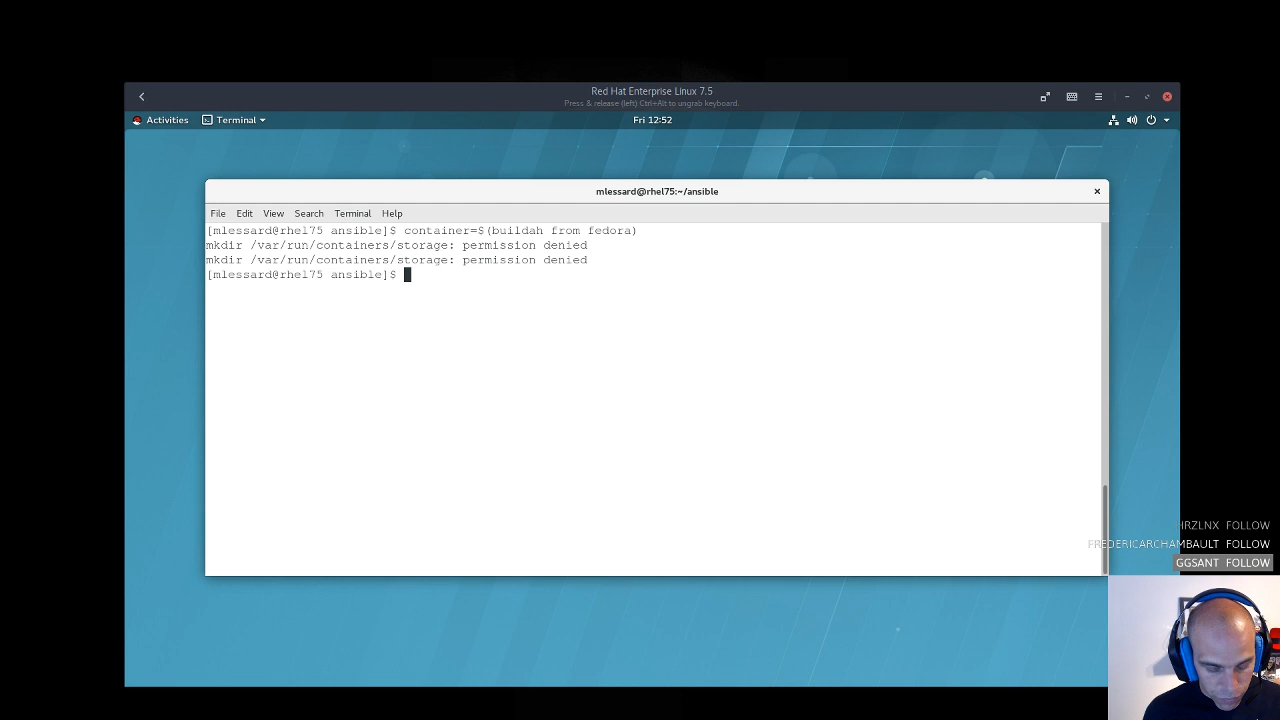 Red Hat Enterprise Linux 7.5
Press & release (left) Ctrl+Alt to ungrab keyboard.
Activities Terminal Fri 12:52
mlessard@rhel75:~/ansible
File Edit View Search Terminal Help
[mlessard@rhel75 ansible]$ container=$(buildah from fedora)
mkdir /var/run/containers/storage: permission denied
mkdir /var/run/containers/storage: permission denied
[mlessard@rhel75 ansible]$
HRZLNX FOLLOW
FREDERICARCHAMBAULT FOLLOW
GGSANT FOLLOW